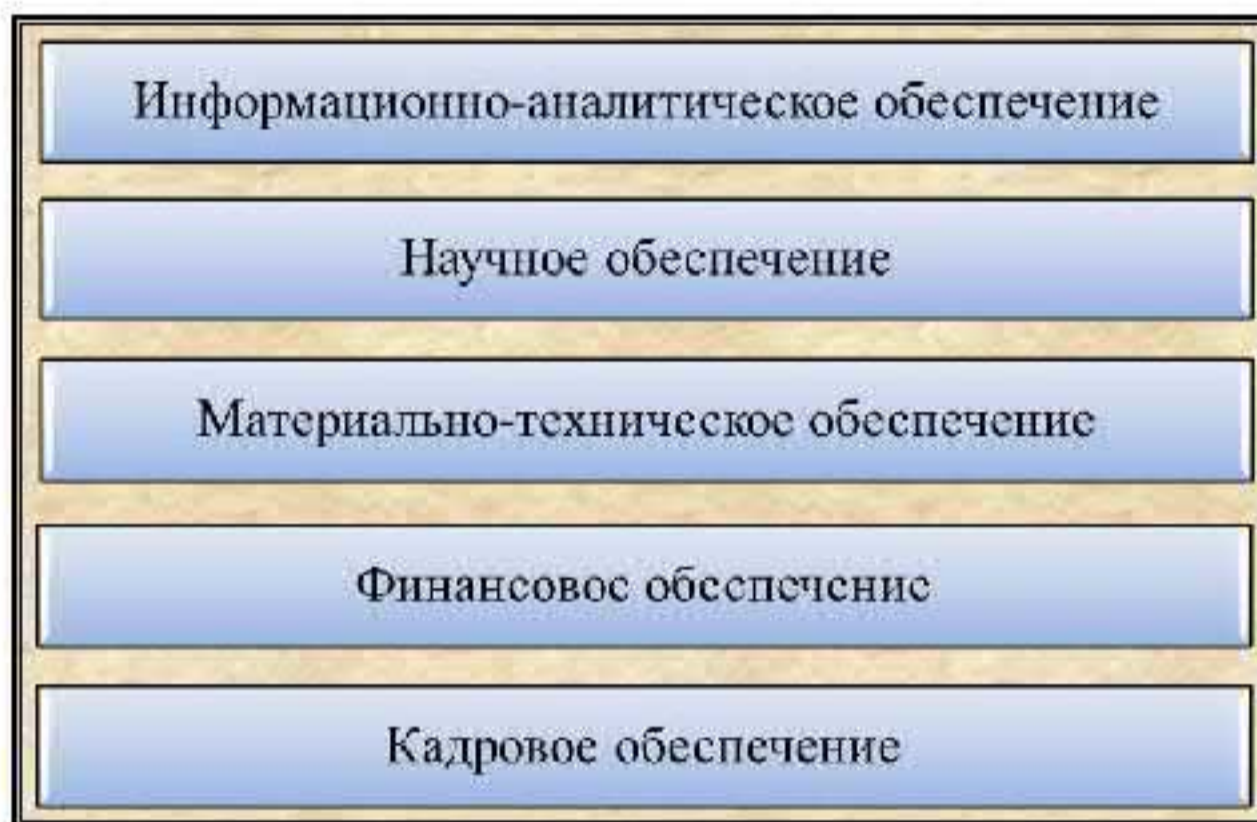 Информационно-аналитическое обеспечение
Научное обеспечение
Материально-техническое обеспечение
Финансовое обеспечение
Кадровое обеспечение